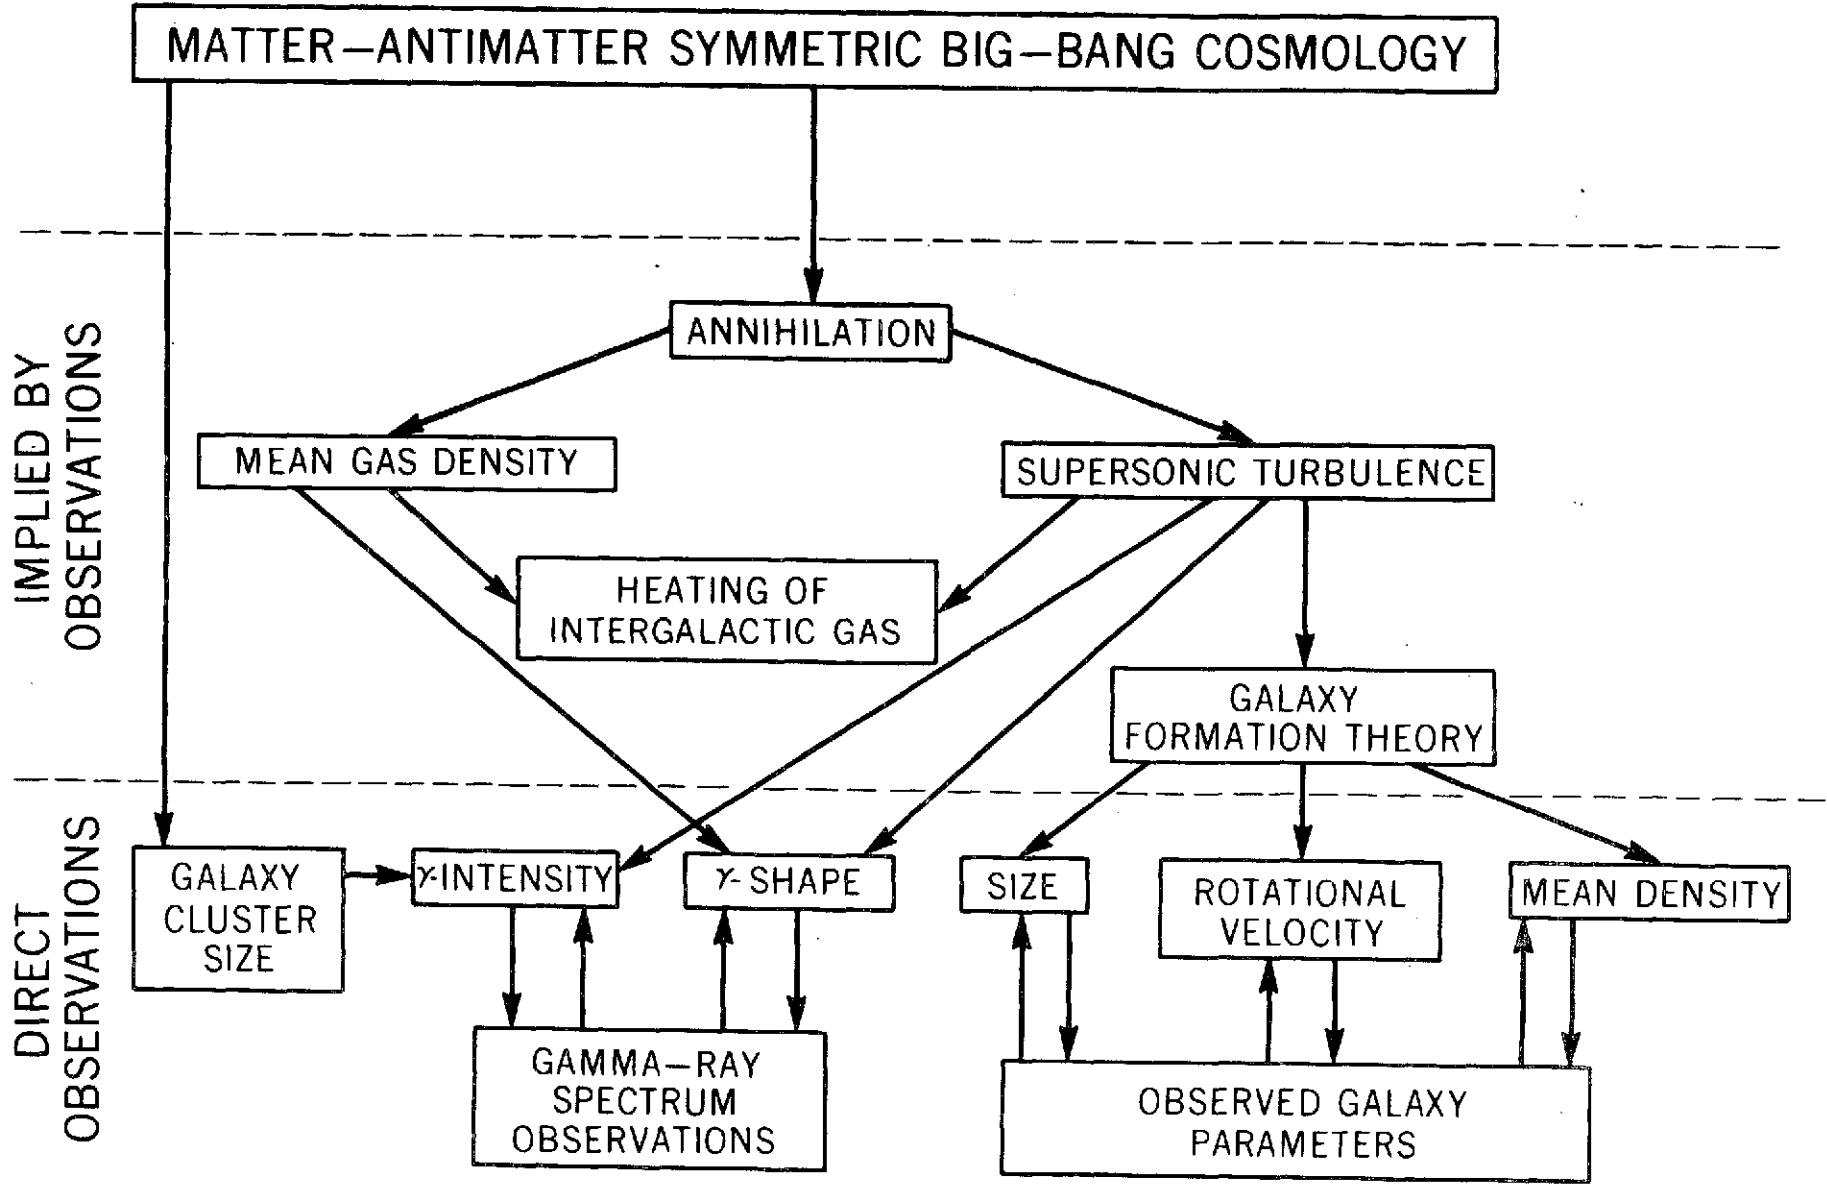 MATTER—ANTIMATTER SYMMETRIC BIG—BANG COSMOLOGY
IMPLIED BY
OBSERVATIONS
ANNIHILATION
MEAN GAS DENSITY
SUPERSONIC TURBULENCE
HEATING OF
INTERGALACTIC GAS
GALAXY
FORMATION THEORY
DIRECT
OBSERVATIONS
GALAXY
CLUSTER
SIZE
γ-INTENSITY
γ-SHAPE
SIZE
ROTATIONAL
VELOCITY
MEAN DENSITY
GAMMA—RAY
SPECTRUM
OBSERVATIONS
OBSERVED GALAXY
PARAMETERS